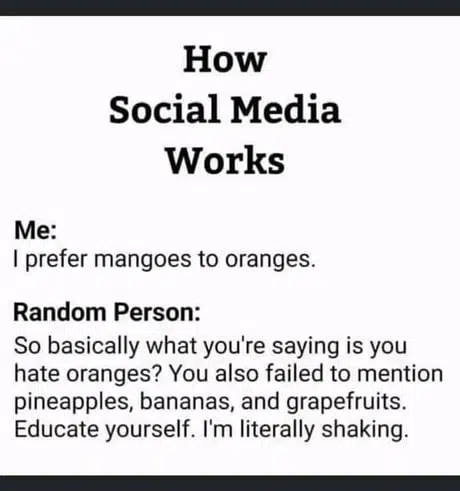 How
Social Media
Works
Me:
I prefer mangoes to oranges.
Random Person:
So basically what you're saying is you
hate oranges? You also failed to mention
pineapples, bananas, and grapefruits.
Educate yourself. I'm literally shaking.